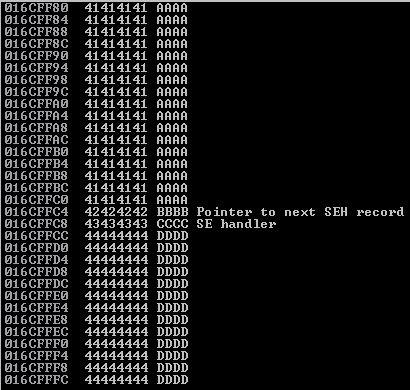 016CFF80 41414141 AAAA
016CFF84 41414141 AAAA
016CFF88 41414141 AAAA
016CFF8C 41414141 AAAA
016CFF90 41414141 AAAA
016CFF94 41414141 AAAA
016CFF98 41414141 AAAA
016CFF9C 41414141 AAAA
016CFFA0 41414141 AAAA
016CFFA4 41414141 AAAA
016CFFA8 41414141 AAAA
016CFFAC 41414141 AAAA
016CFFB0 41414141 AAAA
016CFFB4 41414141 AAAA
016CFFB8 41414141 AAAA
016CFFBC 41414141 AAAA
016CFFC0 41414141 AAAA
016CFFC4 42424242 BBBB Pointer to next SEH record
016CFFC8 43434343 CCCC SE handler
016CFFCC 44444444 DDDD
016CFFD0 44444444 DDDD
016CFFD4 44444444 DDDD
016CFFD8 44444444 DDDD
016CFFDC 44444444 DDDD
016CFFE0 44444444 DDDD
016CFFE4 44444444 DDDD
016CFFE8 44444444 DDDD
016CFFEC 44444444 DDDD
016CFFF0 44444444 DDDD
016CFFF4 44444444 DDDD
016CFFF8 44444444 DDDD
016CFFFC 44444444 DDDD